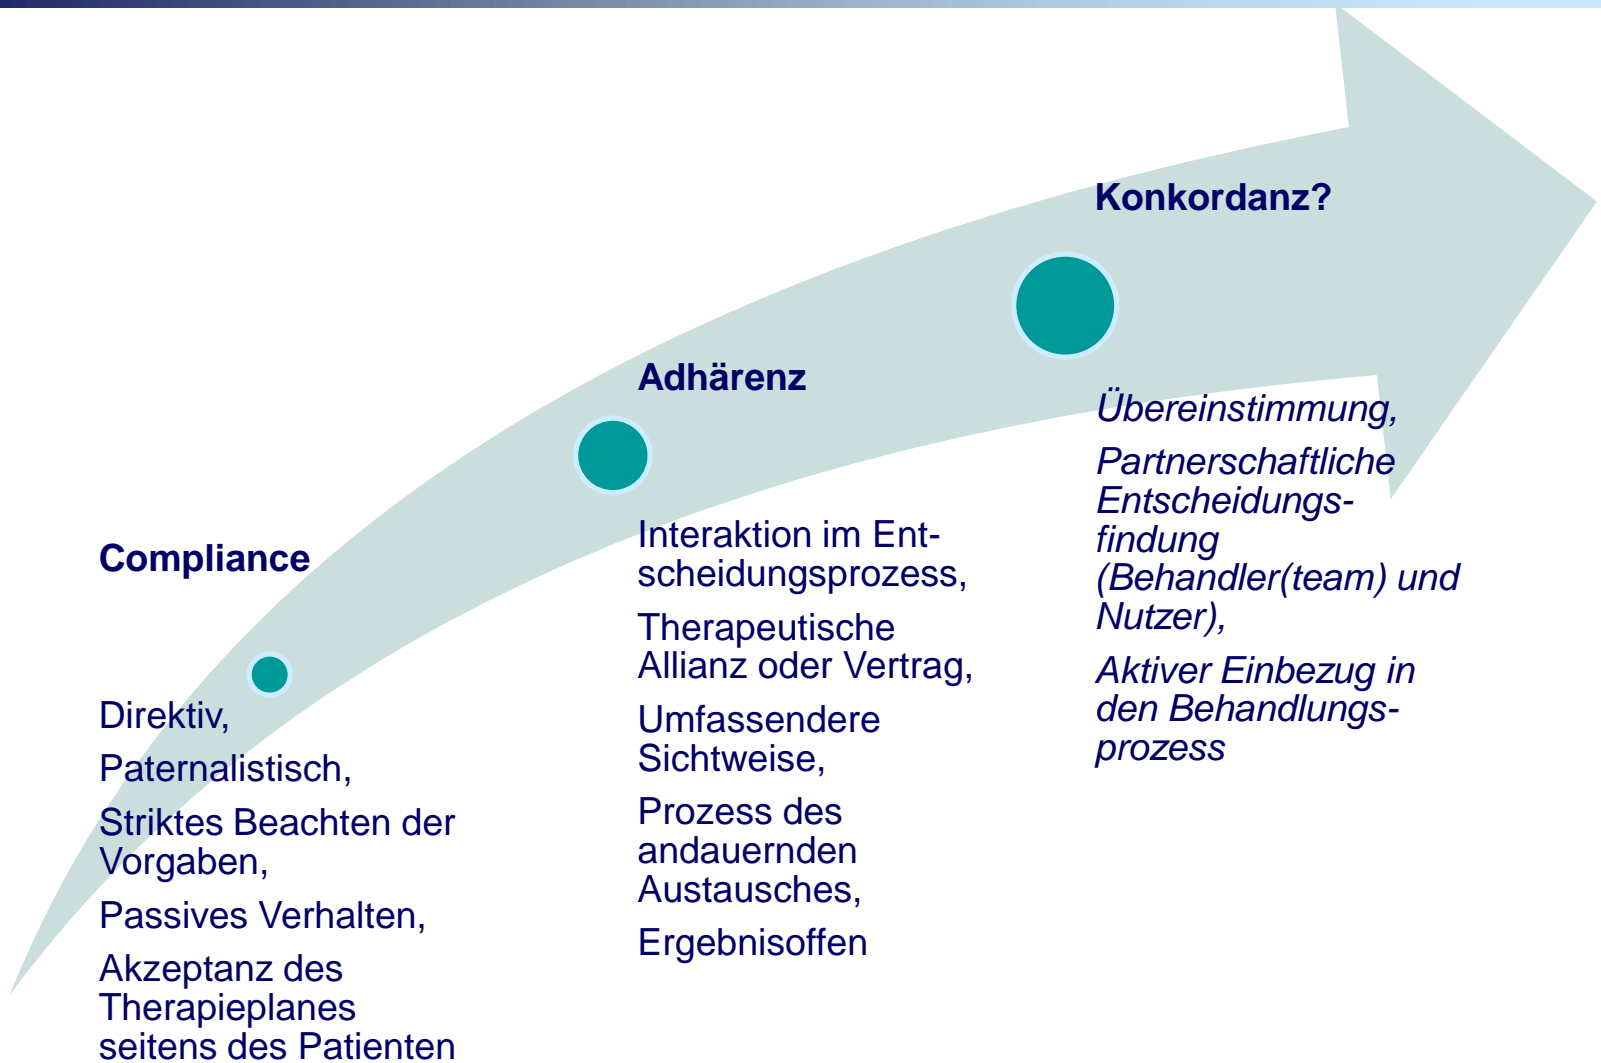 Compliance
Direktiv,
Paternalistisch,
Striktes Beachten der
Vorgaben,
Passives Verhalten,
Akzeptanz des
Therapieplanes
seitens des Patienten
Adhärenz
Interaktion im Ent-
scheidungsprozess,
Therapeutische
Allianz oder Vertrag,
Umfassendere
Sichtweise,
Prozess des
andauernden
Austausches,
Ergebnisoffen
Konkordanz?
Übereinstimmung,
Partnerschaftliche
Entscheidungs-
findung
(Behandler(team) und
Nutzer),
Aktiver Einbezug in
den Behandlungs-
prozess